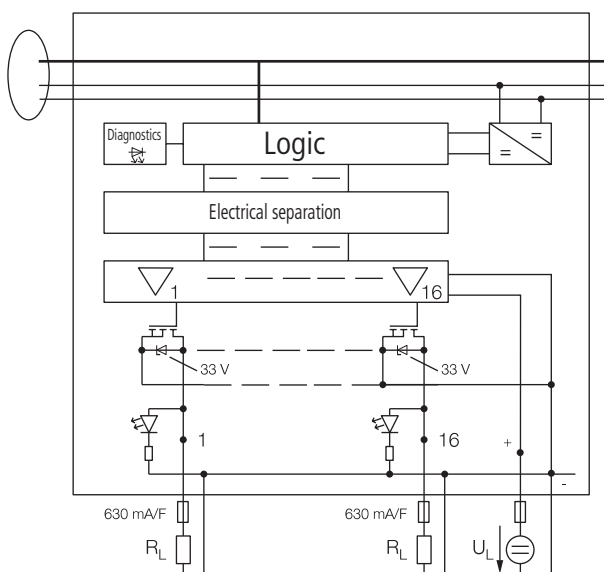 Diagnostics
Logic
=
=
Electrical separation
1
16
33 V
33 V
1
16
+
-
630 mA/F
630 mA/F
RL
RL
UL
=